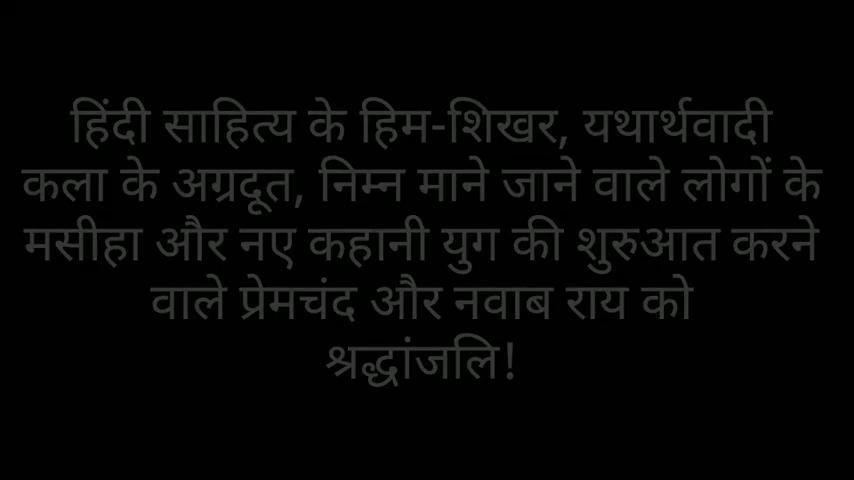 हिंदी साहित्य के हिम-शिखर, यथार्थवादी
कला के अग्रदूत, निम्न माने जाने वाले लोगों के
मसीहा और नए कहानी युग की शुरुआत करने
वाले प्रेमचंद और नवाब राय को
श्रद्धांजलि!